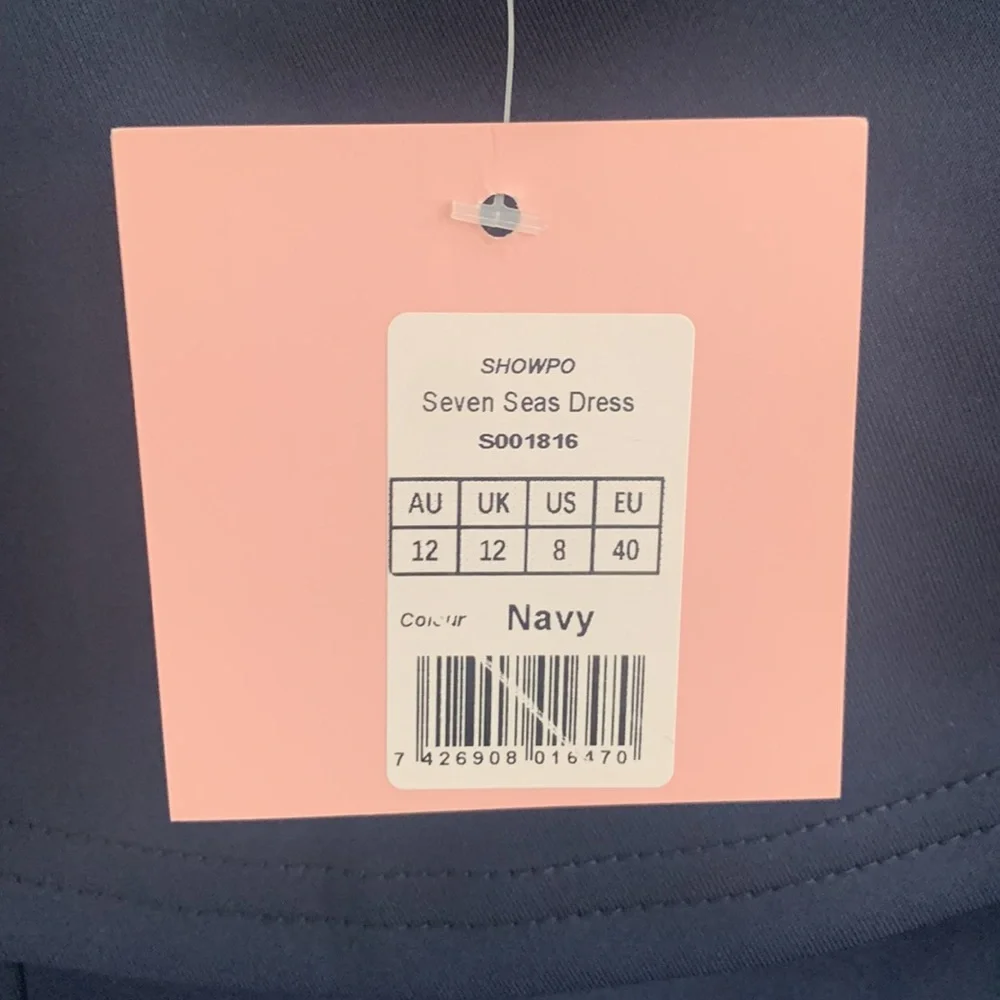 SHOWPO
Seven Seas Dress
S001816
AU UK US EU
12 12 8 40
Colour Navy
7 426908 016470